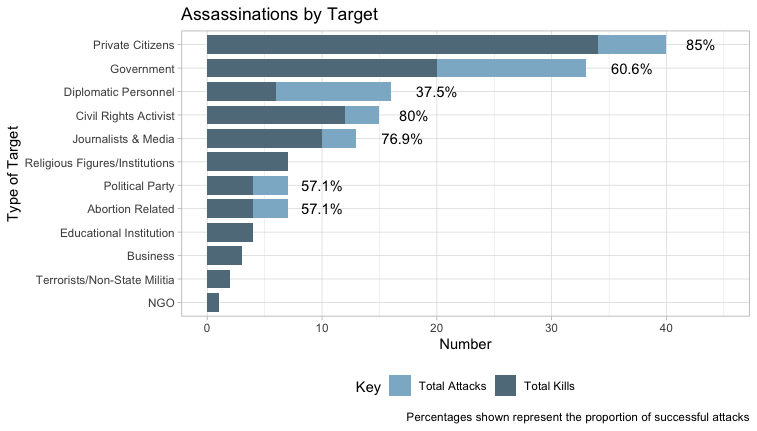 Assassinations by Target
Type of Target
Private Citizens 85%
Government 60.6%
Diplomatic Personnel 37.5%
Civil Rights Activist 80%
Journalists & Media 76.9%
Religious Figures/Institutions
Political Party 57.1%
Abortion Related 57.1%
Educational Institution
Business
Terrorists/Non-State Militia
NGO
0 10 20 30 40
Number
Key Total Attacks Total Kills
Percentages shown represent the proportion of successful attacks